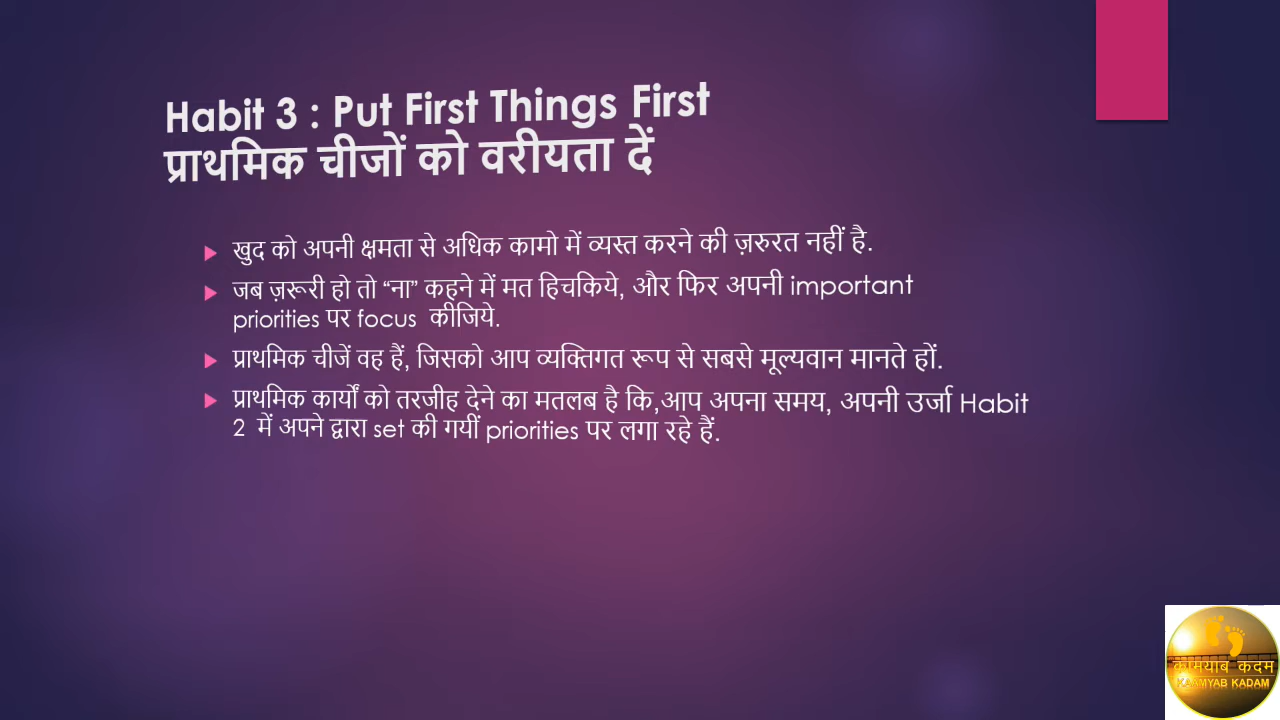 Habit 3 : Put First Things First
प्राथमिक चीजों को वरीयता दें
खुद को अपनी क्षमता से अधिक कामो में व्यस्त करने की ज़रुरत नहीं है.
जब ज़रूरी हो तो “ना” कहने में मत हिचकिये, और फिर अपनी important
priorities पर focus कीजिये.
प्राथमिक चीजें वह हैं, जिसको आप व्यक्तिगत रूप से सबसे मूल्यवान मानते हों.
प्राथमिक कार्यों को तरजीह देने का मतलब है कि,आप अपना समय, अपनी उर्जा Habit
2 में अपने द्वारा set की गयीं priorities पर लगा रहे हैं.
कामयाब कदम
KAAMYAB KADAM